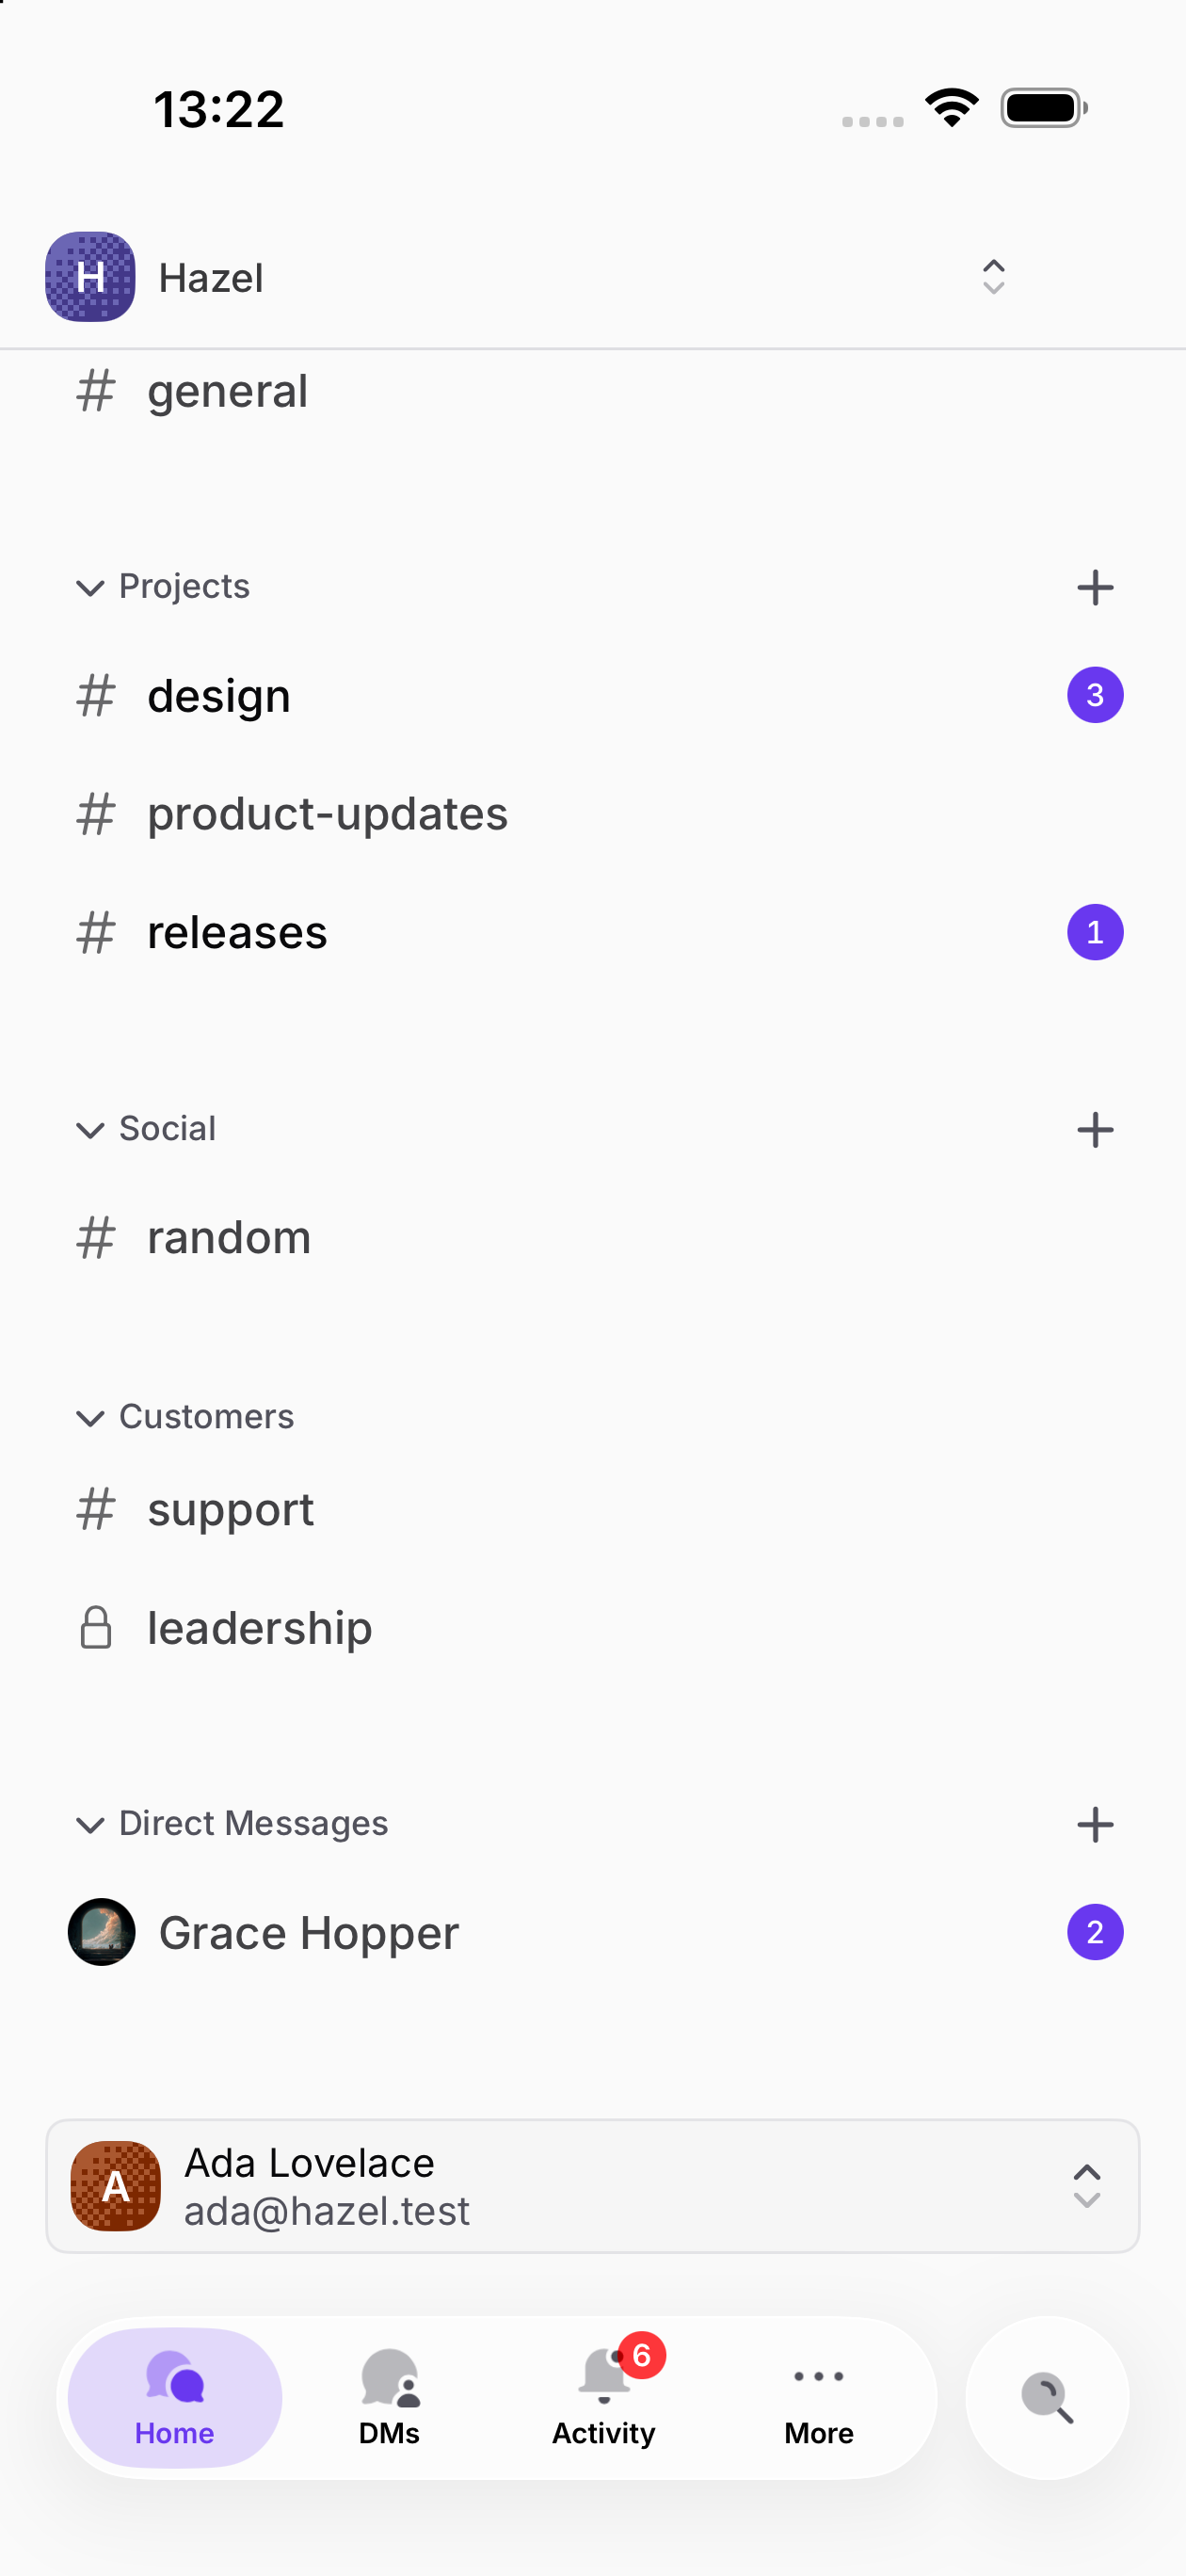 13:22
H Hazel
# general
Projects
# design 3
# product-updates
# releases 1
Social
# random
Customers
# support
leadership
Direct Messages
Grace Hopper 2
A Ada Lovelace
ada@hazel.test
6
Home DMs Activity More